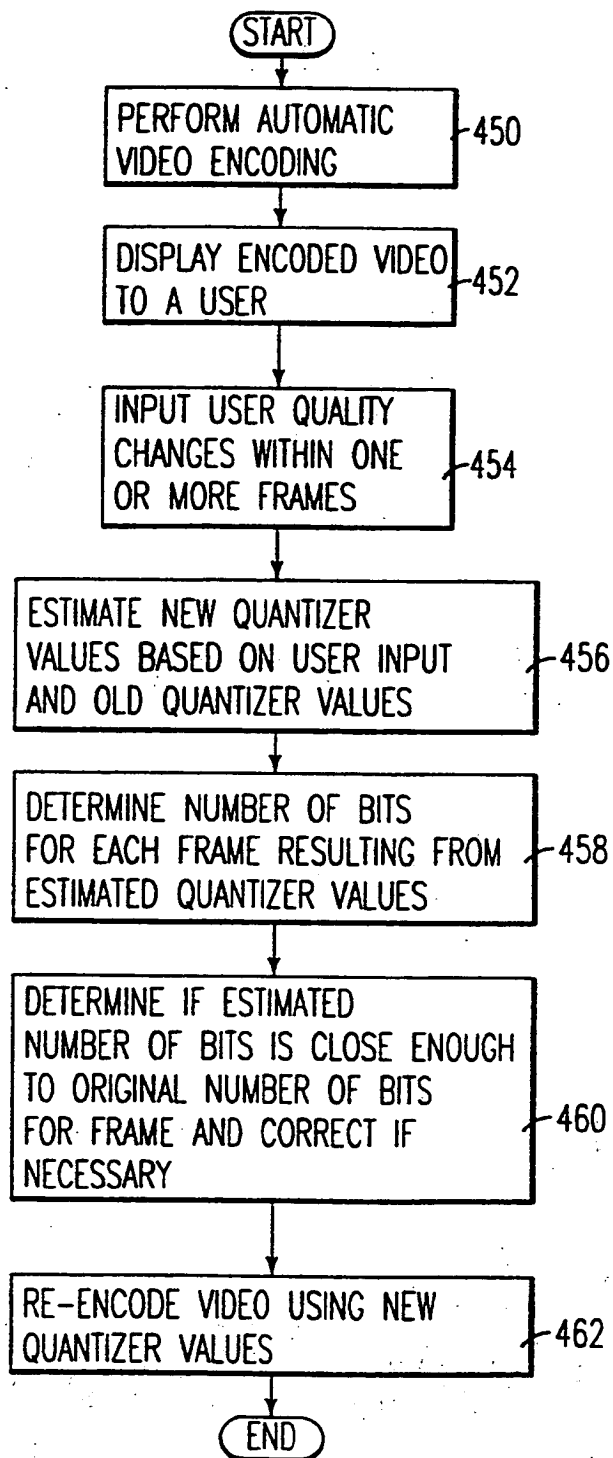 START
PERFORM AUTOMATIC
VIDEO ENCODING
450
DISPLAY ENCODED VIDEO
TO A USER
452
INPUT USER QUALITY
CHANGES WITHIN ONE
OR MORE FRAMES
454
ESTIMATE NEW QUANTIZER
VALUES BASED ON USER INPUT
AND OLD QUANTIZER VALUES
456
DETERMINE NUMBER OF BITS
FOR EACH FRAME RESULTING FROM
ESTIMATED QUANTIZER VALUES
458
DETERMINE IF ESTIMATED
NUMBER OF BITS IS CLOSE ENOUGH
TO ORIGINAL NUMBER OF BITS
FOR FRAME AND CORRECT IF
NECESSARY
460
RE-ENCODE VIDEO USING NEW
QUANTIZER VALUES
462
END